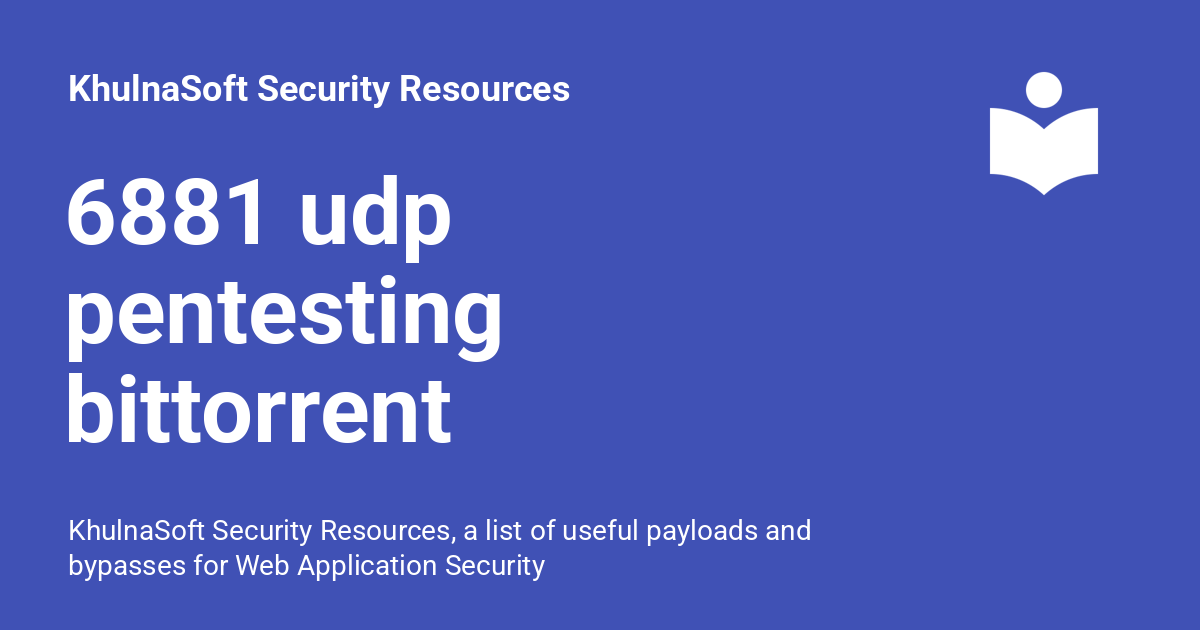 KhulnaSoft Security Resources
6881 udp
pentesting
bittorrent
KhulnaSoft Security Resources, a list of useful payloads and
bypasses for Web Application Security